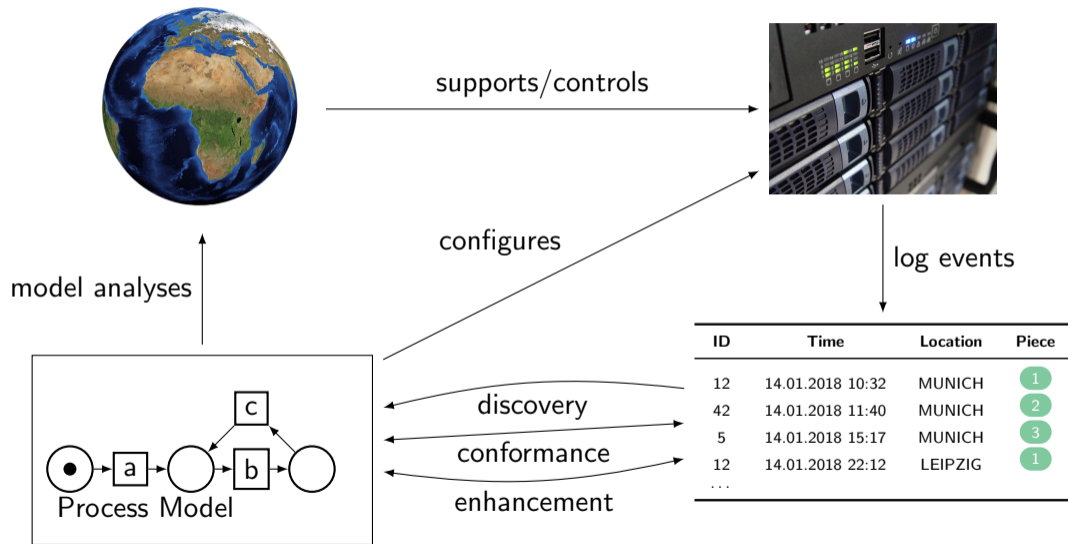 supports/controls
configures
model analyses
log events
ID Time Location Piece
12 14.01.2018 10:32 MUNICH 1
42 14.01.2018 11:40 MUNICH 2
5 14.01.2018 15:17 MUNICH 3
12 14.01.2018 22:12 LEIPZIG 1
...
discovery
conformance
enhancement
c
a
b
Process Model